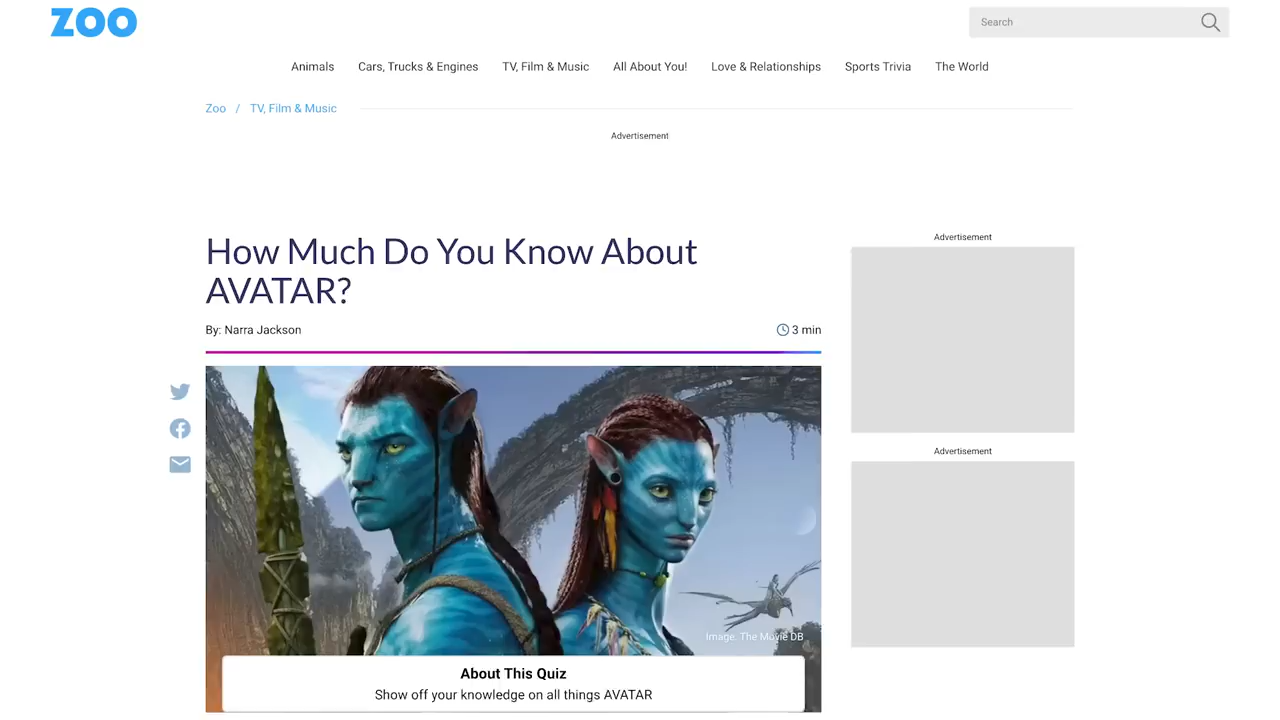 ZOO
Search
Animals
Cars, Trucks & Engines
TV, Film & Music
All About You!
Love & Relationships
Sports Trivia
The World
Zoo / TV, Film & Music
Advertisement
How Much Do You Know About
AVATAR?
By: Narra Jackson
3 min
Image: The Movie DB
About This Quiz
Show off your knowledge on all things AVATAR
Advertisement
Advertisement